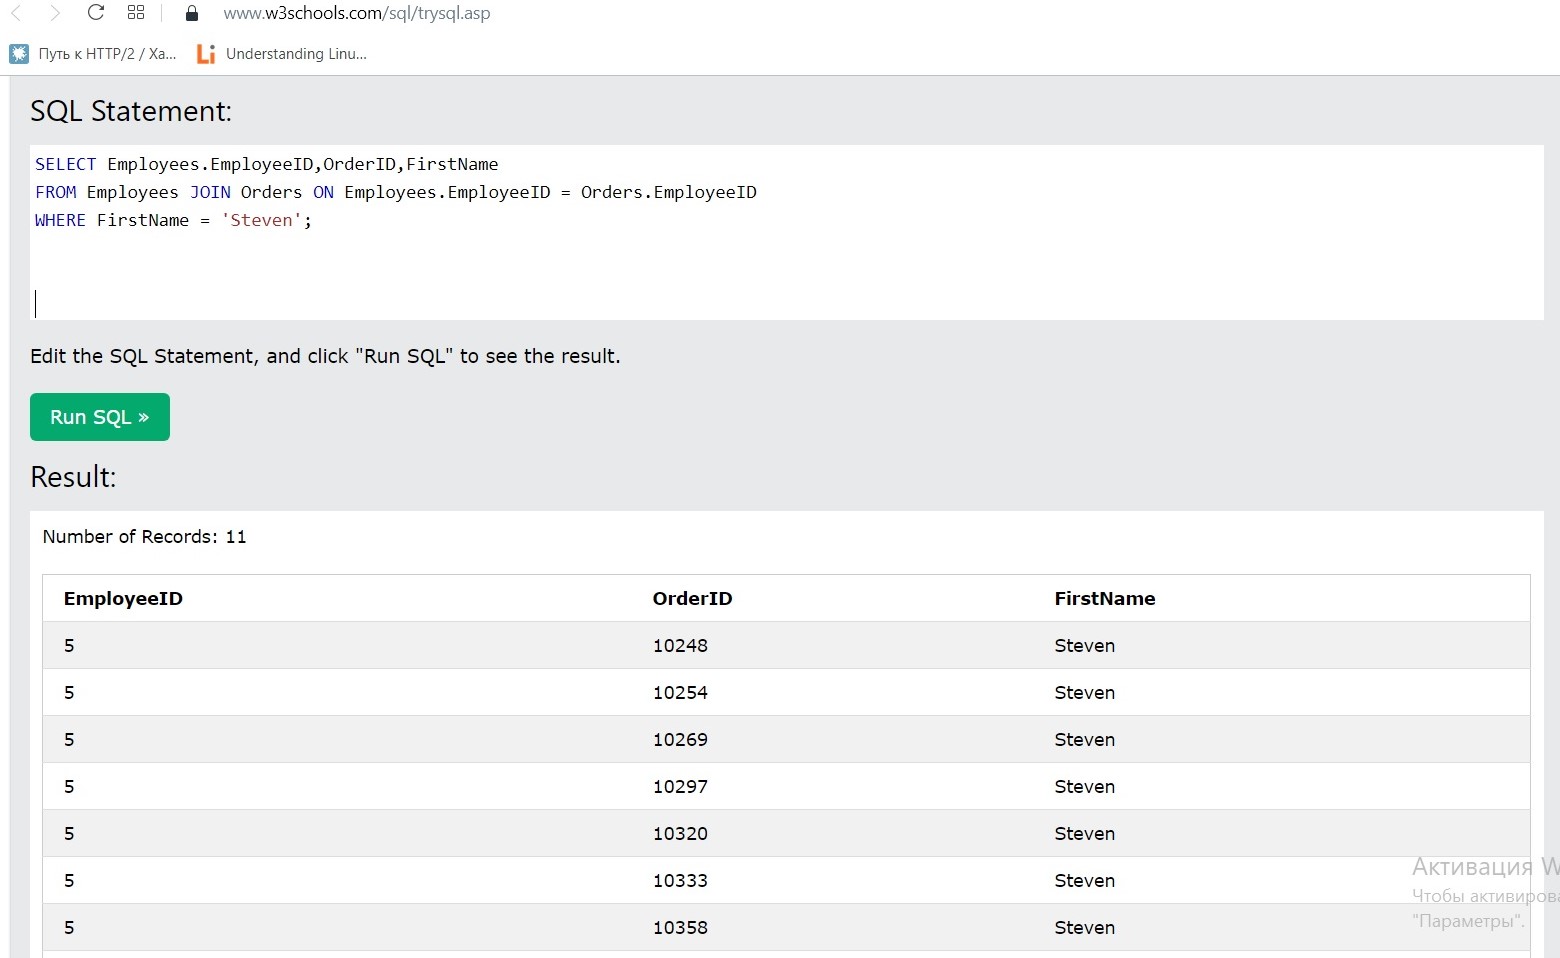 www.w3schools.com/sql/trysql.asp
Путь к HTTP/2 / Ха... Understanding Linu...
SQL Statement:
SELECT Employees.EmployeeID,OrderID,FirstName
FROM Employees JOIN Orders ON Employees.EmployeeID = Orders.EmployeeID
WHERE FirstName = 'Steven';
Edit the SQL Statement, and click "Run SQL" to see the result.
Run SQL »
Result:
Number of Records: 11
EmployeeID OrderID FirstName
5 10248 Steven
5 10254 Steven
5 10269 Steven
5 10297 Steven
5 10320 Steven
5 10333 Steven
5 10358 Steven
Активация W
Чтобы активирова
"Параметры".